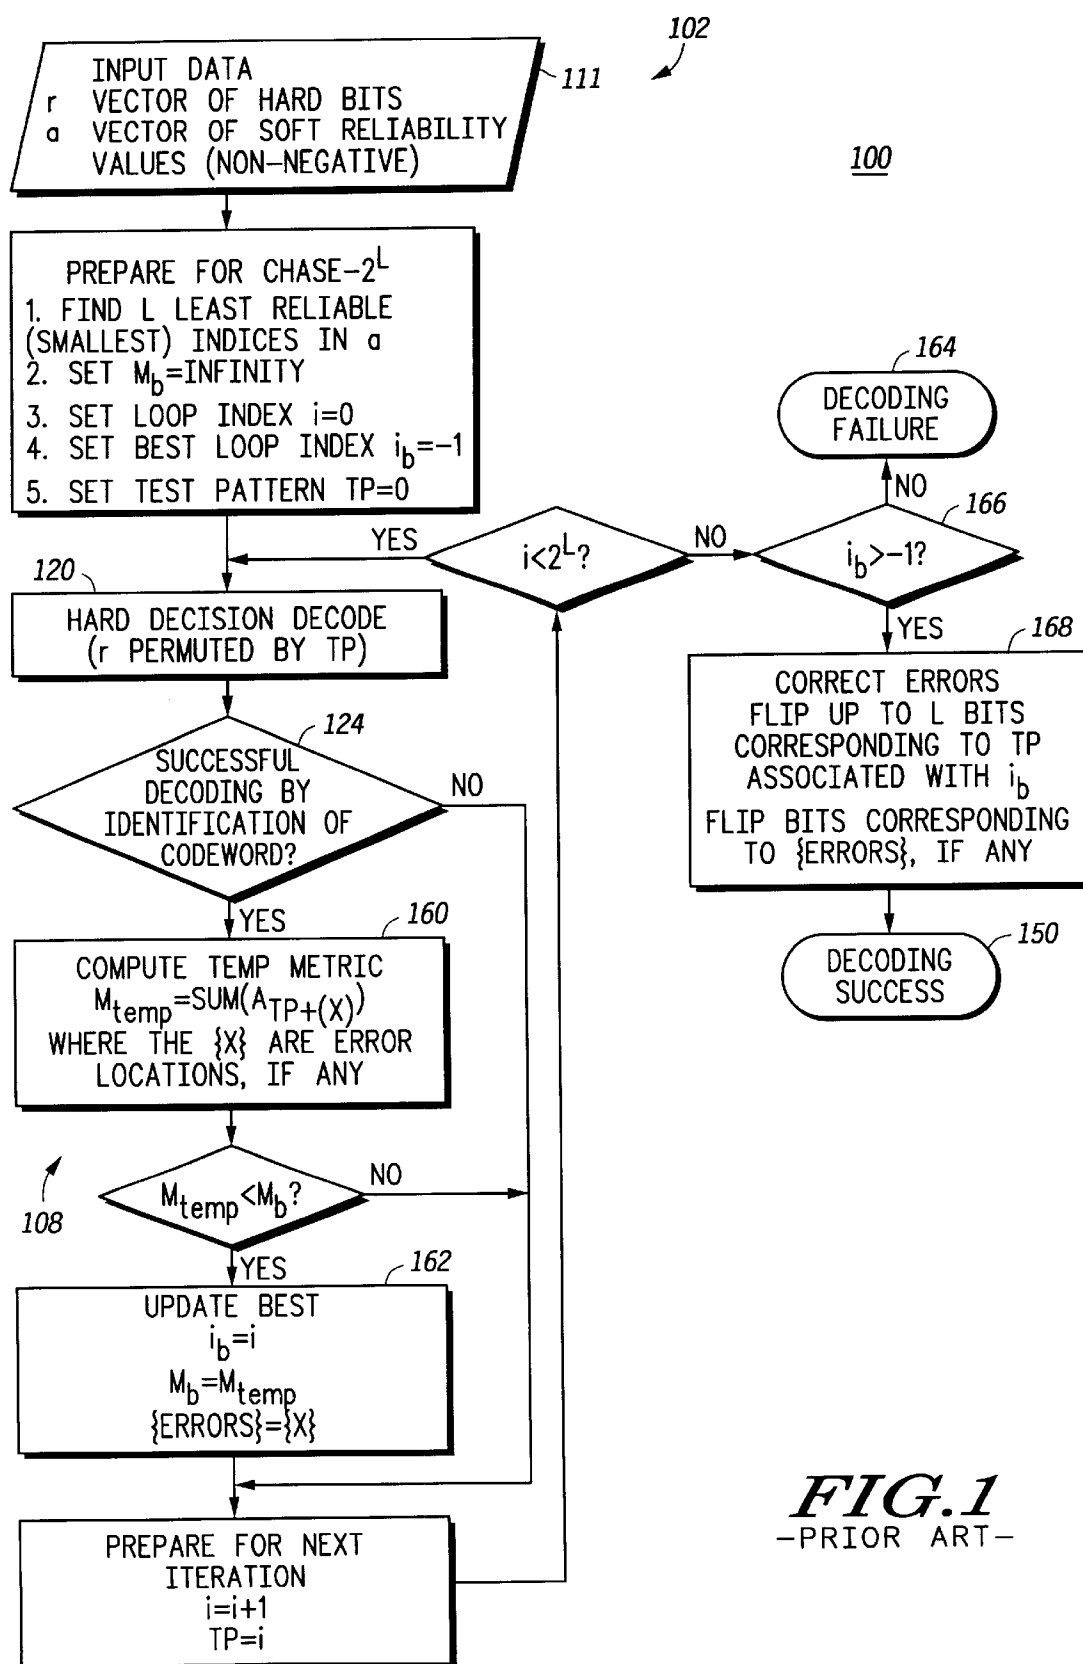 102
INPUT DATA
r VECTOR OF HARD BITS
a VECTOR OF SOFT RELIABILITY
VALUES (NON-NEGATIVE)
111
100
PREPARE FOR CHASE-2^L
1. FIND L LEAST RELIABLE
(SMALLEST) INDICES IN a
2. SET M_b=INFINITY
3. SET LOOP INDEX i=0
4. SET BEST LOOP INDEX i_b=-1
5. SET TEST PATTERN TP=0
164
DECODING
FAILURE
NO
166
YES
i<2^L?
NO
i_b>-1?
YES
120
HARD DECISION DECODE
(r PERMUTED BY TP)
168
CORRECT ERRORS
FLIP UP TO L BITS
CORRESPONDING TO TP
ASSOCIATED WITH i_b
FLIP BITS CORRESPONDING
TO {ERRORS}, IF ANY
124
SUCCESSFUL
DECODING BY
IDENTIFICATION OF
CODEWORD?
NO
YES
150
DECODING
SUCCESS
160
COMPUTE TEMP METRIC
M_temp=SUM(A_TP+(X))
WHERE THE {X} ARE ERROR
LOCATIONS, IF ANY
108
M_temp<M_b?
NO
YES
162
UPDATE BEST
i_b=i
M_b=M_temp
{ERRORS}={X}
PREPARE FOR NEXT
ITERATION
i=i+1
TP=i
FIG.1
-PRIOR ART-